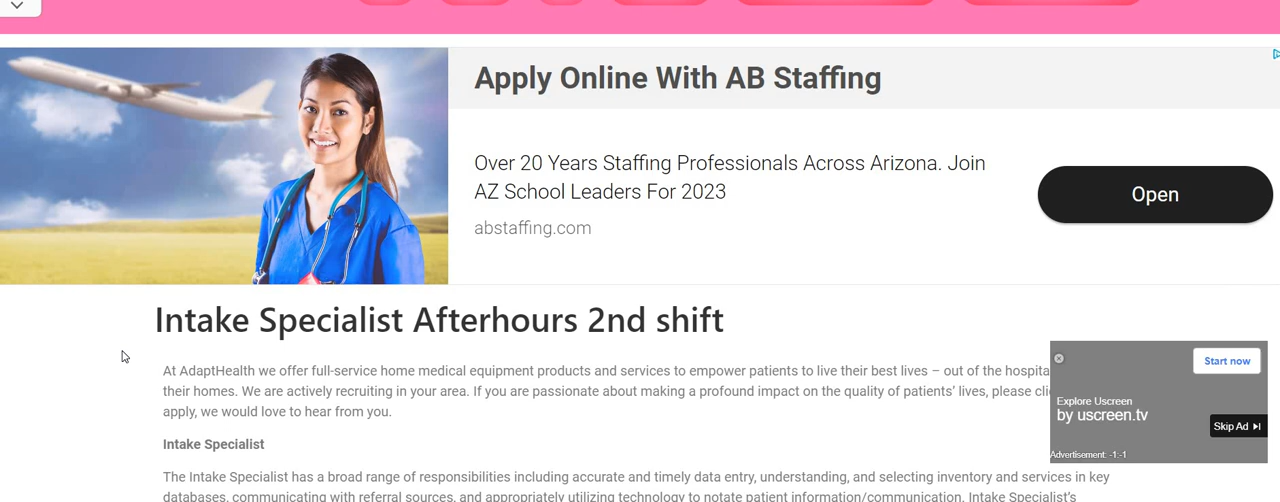 Apply Online With AB Staffing
Over 20 Years Staffing Professionals Across Arizona. Join
AZ School Leaders For 2023
abstaffing.com
Open
Intake Specialist Afterhours 2nd shift
At AdaptHealth we offer full-service home medical equipment products and services to empower patients to live their best lives – out of the hospita
their homes. We are actively recruiting in your area. If you are passionate about making a profound impact on the quality of patients' lives, please clic
apply, we would love to hear from you.
Start now
Explore Uscreen
by uscreen.tv
Skip Ad
Advertisement: -1:-1
Intake Specialist
The Intake Specialist has a broad range of responsibilities including accurate and timely data entry, understanding, and selecting inventory and services in key
databases, communicating with referral sources, and appropriately utilizing technology to notate patient information/communication. Intake Specialist's